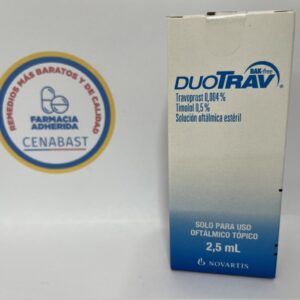 REMEDIOS MÁS BARATOS Y DE CALIDAD
FARMACIA
ADHERIDA
CENABAST
BAK-free
DUOTRAV®
Travoprost 0,004 %
Timolol 0,5 %
Solución oftálmica estéril
SOLO PARA USO
OFTÁLMICO TÓPICO
2,5 mL
NOVARTIS